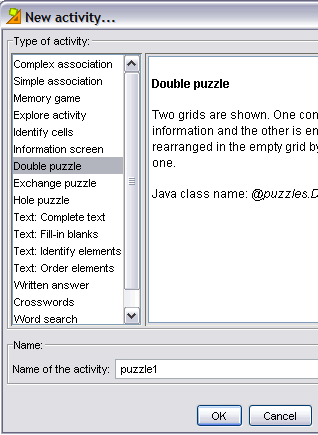 New activity...
Type of activity:
Complex association
Simple association
Memory game
Explore activity
Identify cells
Information screen
Double puzzle
Exchange puzzle
Hole puzzle
Text: Complete text
Text: Fill-in blanks
Text: Identify elements
Text: Order elements
Written answer
Crosswords
Word search
Double puzzle
Two grids are shown. One con
information and the other is en
rearranged in the empty grid by
one.
Java class name: @puzzles.D
Name:
Name of the activity: puzzle1
OK Cancel